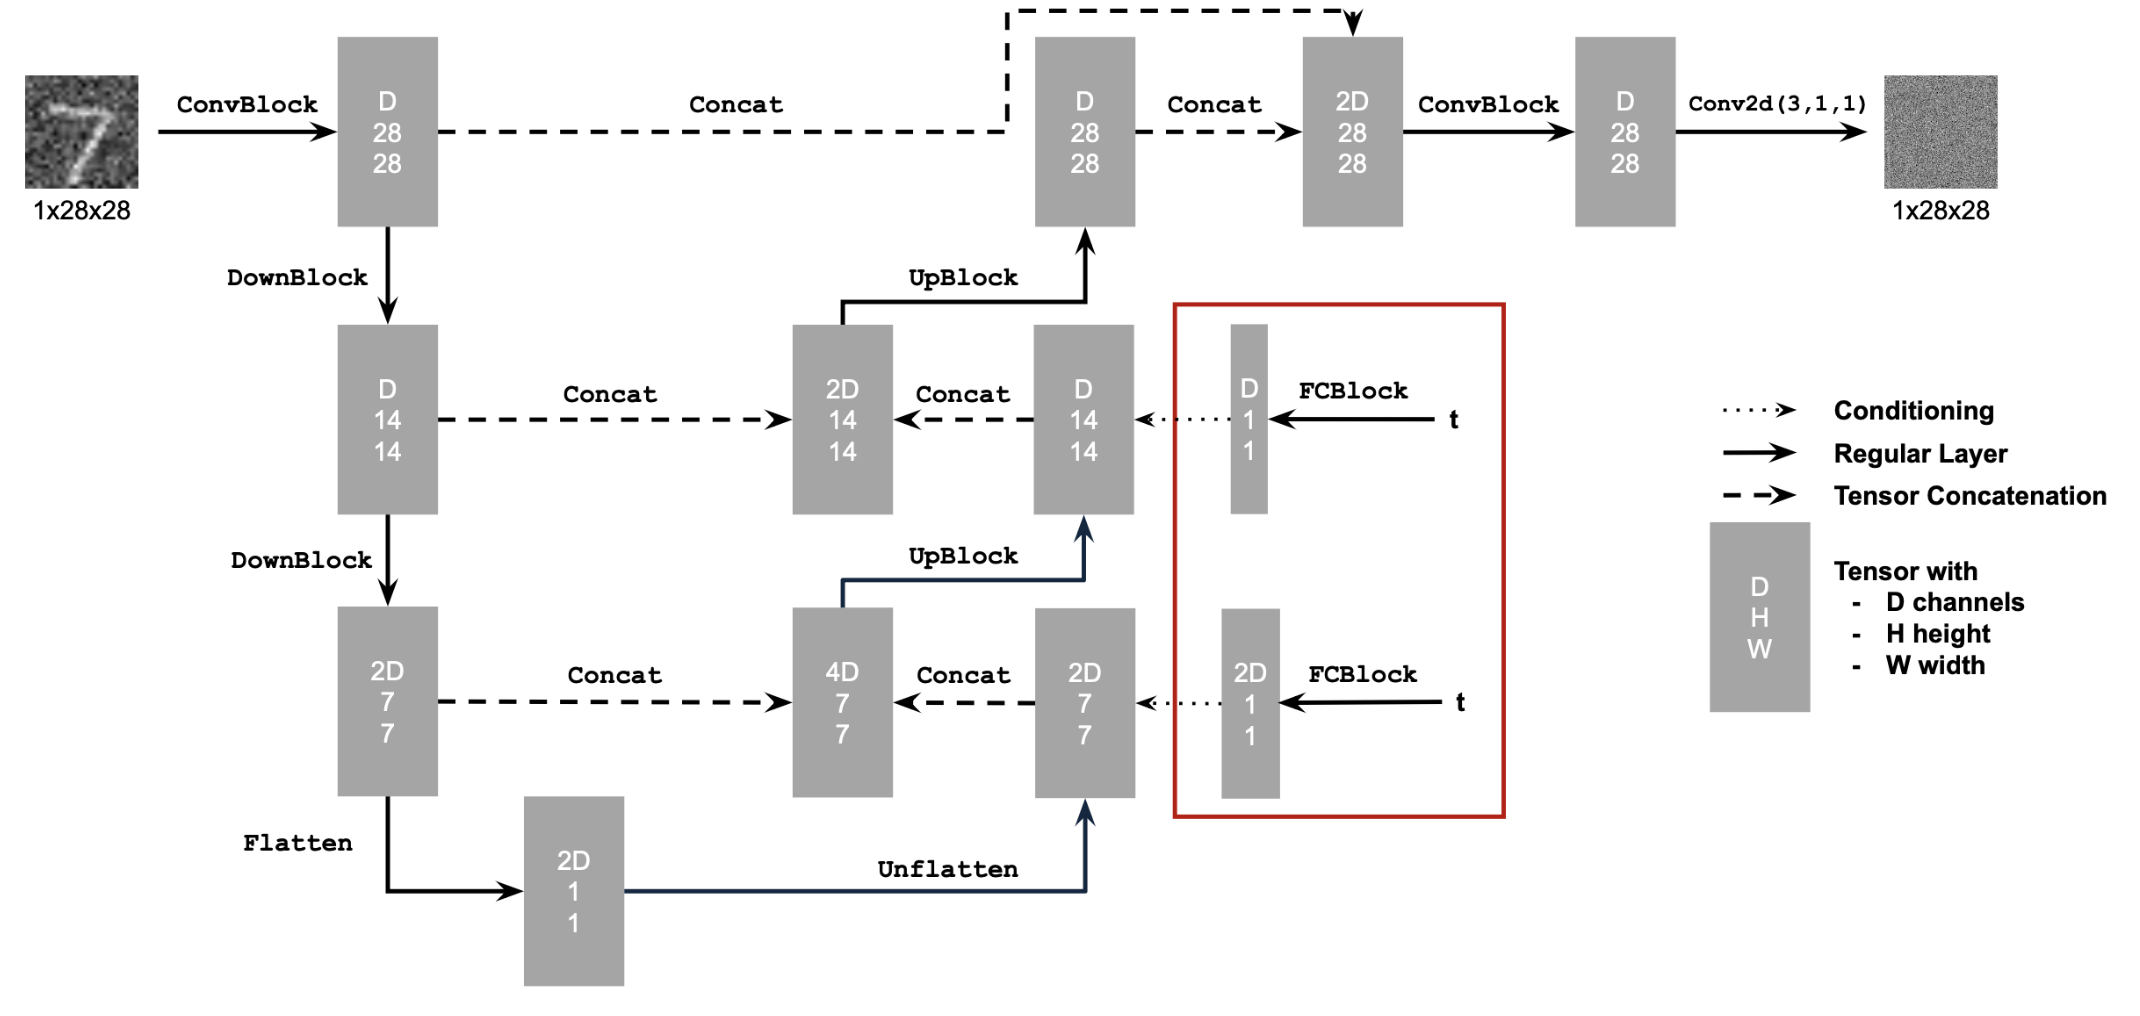 ConvBlock
D
28
28
Concat
D
28
28
Concat
2D
28
28
ConvBlock
D
28
28
Conv2d(3,1,1)
1x28x28
1x28x28
DownBlock
UpBlock
D
14
14
Concat
2D
14
14
Concat
D
14
14
D
1
1
FCBlock
t
DownBlock
UpBlock
2D
7
7
Concat
4D
7
7
Concat
2D
7
7
2D
1
1
FCBlock
t
Flatten
2D
1
1
Unflatten
Conditioning
Regular Layer
Tensor Concatenation
D
H
W
Tensor with
- D channels
- H height
- W width